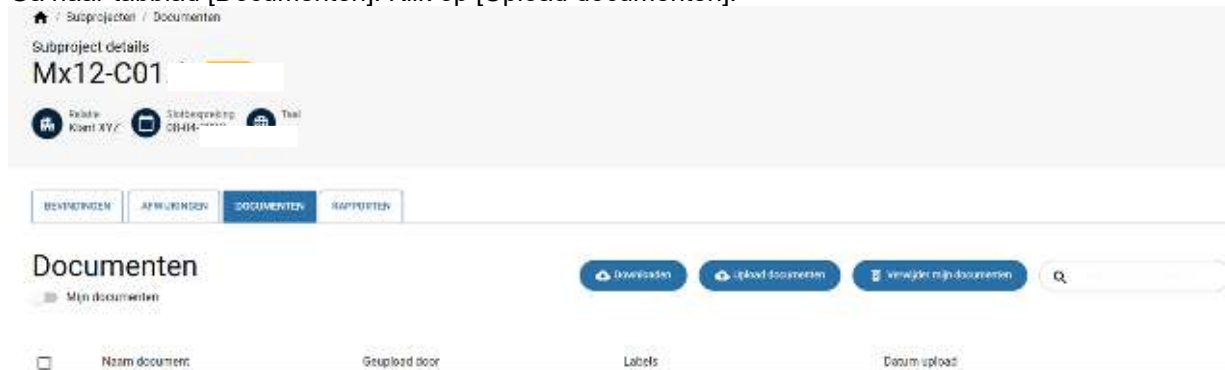 Ga naar tabblad [Documenten]. Klik op [Upload documenten].
/ Subprojecten / Documenten
Subproject details
Mx12-C01
Relatie
Klant XYZ
Slotbespreking
08-04-
Taal
BEVINDINGEN
AFWIJKINGEN
DOCUMENTEN
RAPPORTEN
Documenten
Downloaden
Upload documenten
Verwijder mijn documenten
Mijn documenten
Naam document
Geupload door
Labels
Datum upload